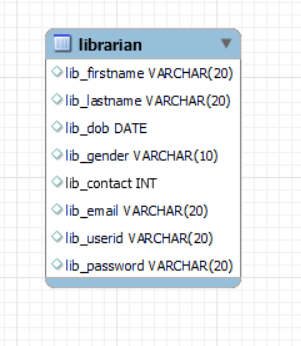 librarian
lib_firstname VARCHAR(20)
lib_lastname VARCHAR(20)
lib_dob DATE
lib_gender VARCHAR(10)
lib_contact INT
lib_email VARCHAR(20)
lib_userid VARCHAR(20)
lib_password VARCHAR(20)